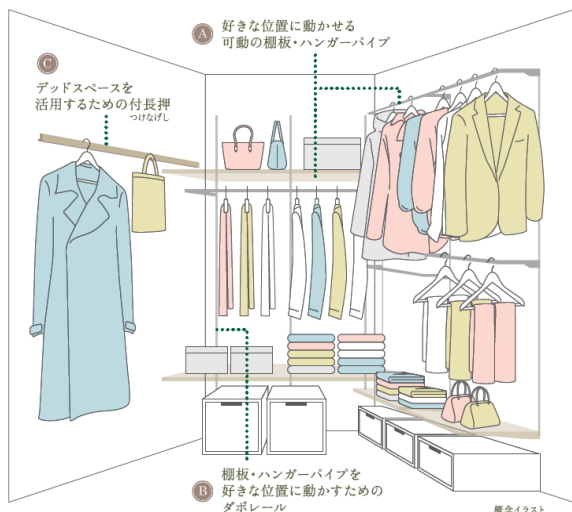 A
好きな位置に動かせる
可動の棚板・ハンガーパイプ
C
デッドスペースを
活用するための付長押
つけなげし
棚板・ハンガーパイプを
B
好きな位置に動かすための
ダボレール
概念イラスト